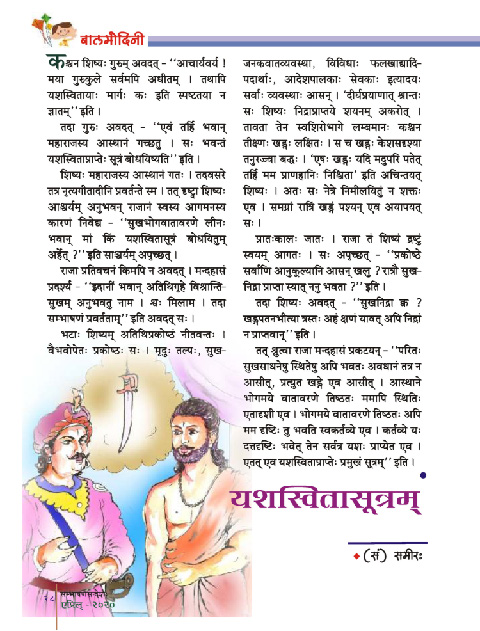 बालमोदिनी
कश्चन शिष्यः गुरुम् अवदत् - ‘‘आचार्यवर्य !
मया गुरुकुले सर्वमपि अधीतम् । तथापि
यशस्वितायाः मार्गः कः इति स्पष्टतया न
ज्ञातम्’’ इति ।
तदा गुरुः अवदत् - ‘‘एवं तर्हि भवान्
महाराजस्य आस्थानं गच्छतु । सः भवन्तं
यशस्विताप्राप्तेः सूत्रं बोधयिष्यति’’ इति ।
शिष्यः महाराजस्य आस्थानं गतः । तदवसरे
तत्र नृत्यगीतादीनि प्रवर्तन्ते स्म । तत् दृष्ट्वा शिष्यः
आश्चर्यम् अनुभवन् राजानं स्वस्य आगमनस्य
कारणं निवेद्य - ‘‘सुखभोगवातावरणे लीनः
भवान् मां किं यशस्वितासूत्रं बोधयितुम्
अर्हेत् ?’’ इति साश्चर्यम् अपृच्छत् ।
राजा प्रतिवचनं किमपि न अवदत् । मन्दहासं
प्रदर्श्य - ‘‘इदानीं भवान् अतिथिगृहे विश्रान्ति-
सुखम् अनुभवतु नाम । श्वः मिलाम । तदा
सम्भाषणं प्रवर्तताम्’’ इति अवदत् सः ।
भटाः शिष्यम् अतिथिप्रकोष्ठं नीतवन्तः ।
वैभवोपेतः प्रकोष्ठः सः । मृदुः तल्पः, सुख-
जनकवातव्यवस्था, विविधाः फलखाद्यादि-
पदार्थाः, आदेशपालकाः सेवकाः इत्यादयः
सर्वाः व्यवस्थाः आसन् । ‘दीर्घप्रयाणात् श्रान्तः
सः शिष्यः निद्राप्राप्तये शयनम् अकरोत् ।
तावता तेन स्वशिरोभागे लम्बमानः कश्चन
तीक्ष्णः खड्गः लक्षितः । स च खड्गः केशसदृश्या
तनुरज्ज्वा बद्धः । ‘एषः खड्गः यदि मदुपरि पतेत्
तर्हि मम प्राणहानिः निश्चिता’ इति अचिन्तयत्
शिष्यः । अतः सः नेत्रे निमीलयितुं न शक्तः
एव । समग्रां रात्रिं खड्गं पश्यन् एव अयापयत्
सः ।
प्रातःकालः जातः । राजा तं शिष्यं द्रष्टुं
स्वयम् आगतः । सः अपृच्छत् - ‘‘प्रकोष्ठे
सर्वाणि आनुकूल्यानि आसन् खलु ? रात्रौ सुख-
निद्रा प्राप्ता स्यात् ननु भवता ?’’ इति ।
तदा शिष्यः अवदत् - ‘‘सुखनिद्रा क्व ?
खड्गपतनभीत्या त्रस्तः अहं क्षणं यावत् अपि निद्रां
न प्राप्तवान्’’ इति ।
तत् श्रुत्वा राजा मन्दहासं प्रकटयन् - ‘‘परितः
सुखसाधनेषु स्थितेषु अपि भवतः अवधानं तत्र न
आसीत्, प्रत्युत खड्गे एव आसीत् । आस्थाने
भोगमये वातावरणे तिष्ठतः ममापि स्थितिः
एतादृशी एव । भोगमये वातावरणे तिष्ठतः अपि
मम दृष्टिः तु भवति स्वकर्तव्ये एव । कर्तव्ये यः
दत्तदृष्टिः भवेत् तेन सर्वत्र यशः प्राप्येत एव ।
एतत् एव यशस्विताप्राप्तेः प्रमुखं सूत्रम्’’ इति ।
यशस्वितासूत्रम्
(सं) समीरः
एप्रिल् - २०२०